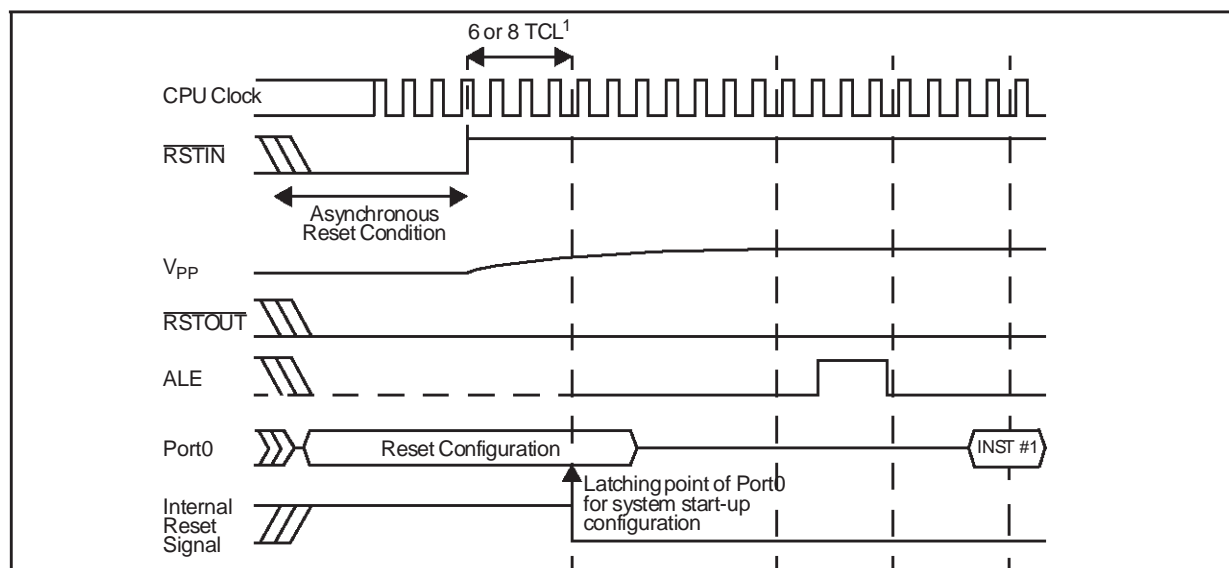 6 or 8 TCL1
CPU Clock
RSTIN
Asynchronous
Reset Condition
VPP
RSTOUT
ALE
Port0
Reset Configuration
INST #1
Latching point of Port0
for system start-up
configuration
Internal
Reset
Signal